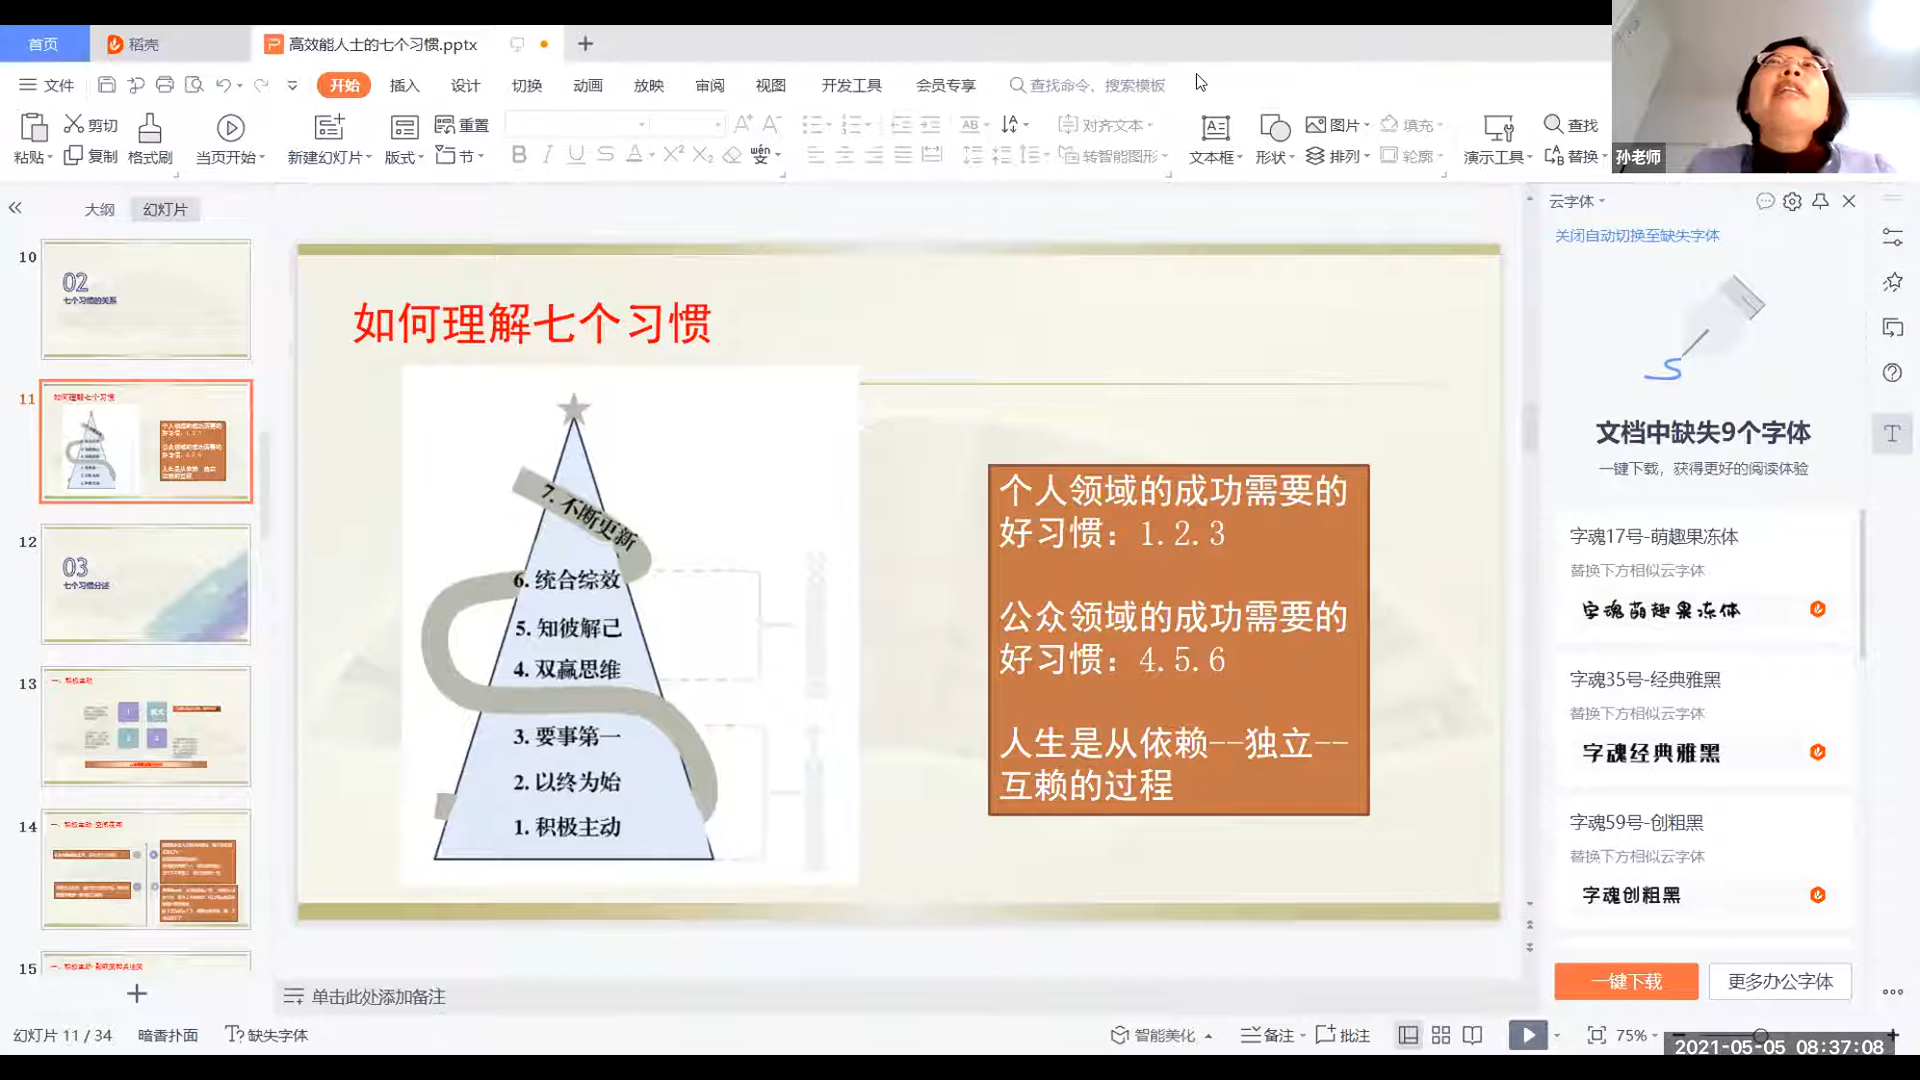 首页
稻壳
高效能人士的七个习惯.pptx
文件
开始
插入
设计
切换
动画
放映
审阅
视图
开发工具
会员专享
查找命令、搜索模板
粘贴
剪切
复制
格式刷
当页开始
新建幻灯片
版式
重置
节
对齐文本
转智能图形
文本框
形状
图片
排列
填充
轮廓
演示工具
查找
替换
孙老师
大纲
幻灯片
10
02
七个习惯的关系
11
如何理解七个习惯
12
03
七个习惯分述
13
一、积极主动
14
15
如何理解七个习惯
7. 不断更新
6. 统合综效
5. 知彼解己
4. 双赢思维
3. 要事第一
2. 以终为始
1. 积极主动
个人领域的成功需要的
好习惯：1.2.3
公众领域的成功需要的
好习惯：4.5.6
人生是从依赖--独立--
互赖的过程
云字体
关闭自动切换至缺失字体
文档中缺失9个字体
一键下载，获得更好的阅读体验
字魂17号-萌趣果冻体
替换下方相似云字体
字魂萌趣果冻体
字魂35号-经典雅黑
替换下方相似云字体
字魂经典雅黑
字魂59号-创粗黑
替换下方相似云字体
字魂创粗黑
一键下载
更多办公字体
单击此处添加备注
幻灯片 11 / 34
暗香扑面
缺失字体
智能美化
备注
批注
75%
2021-05-05 08:37:08